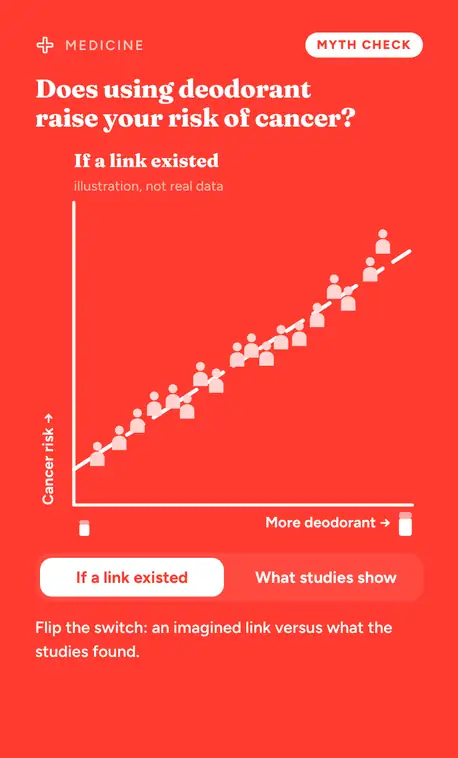 MEDICINE
MYTH CHECK
Does using deodorant
raise your risk of cancer?
If a link existed
illustration, not real data
Cancer risk →
More deodorant →
If a link existed
What studies show
Flip the switch: an imagined link versus what the
studies found.